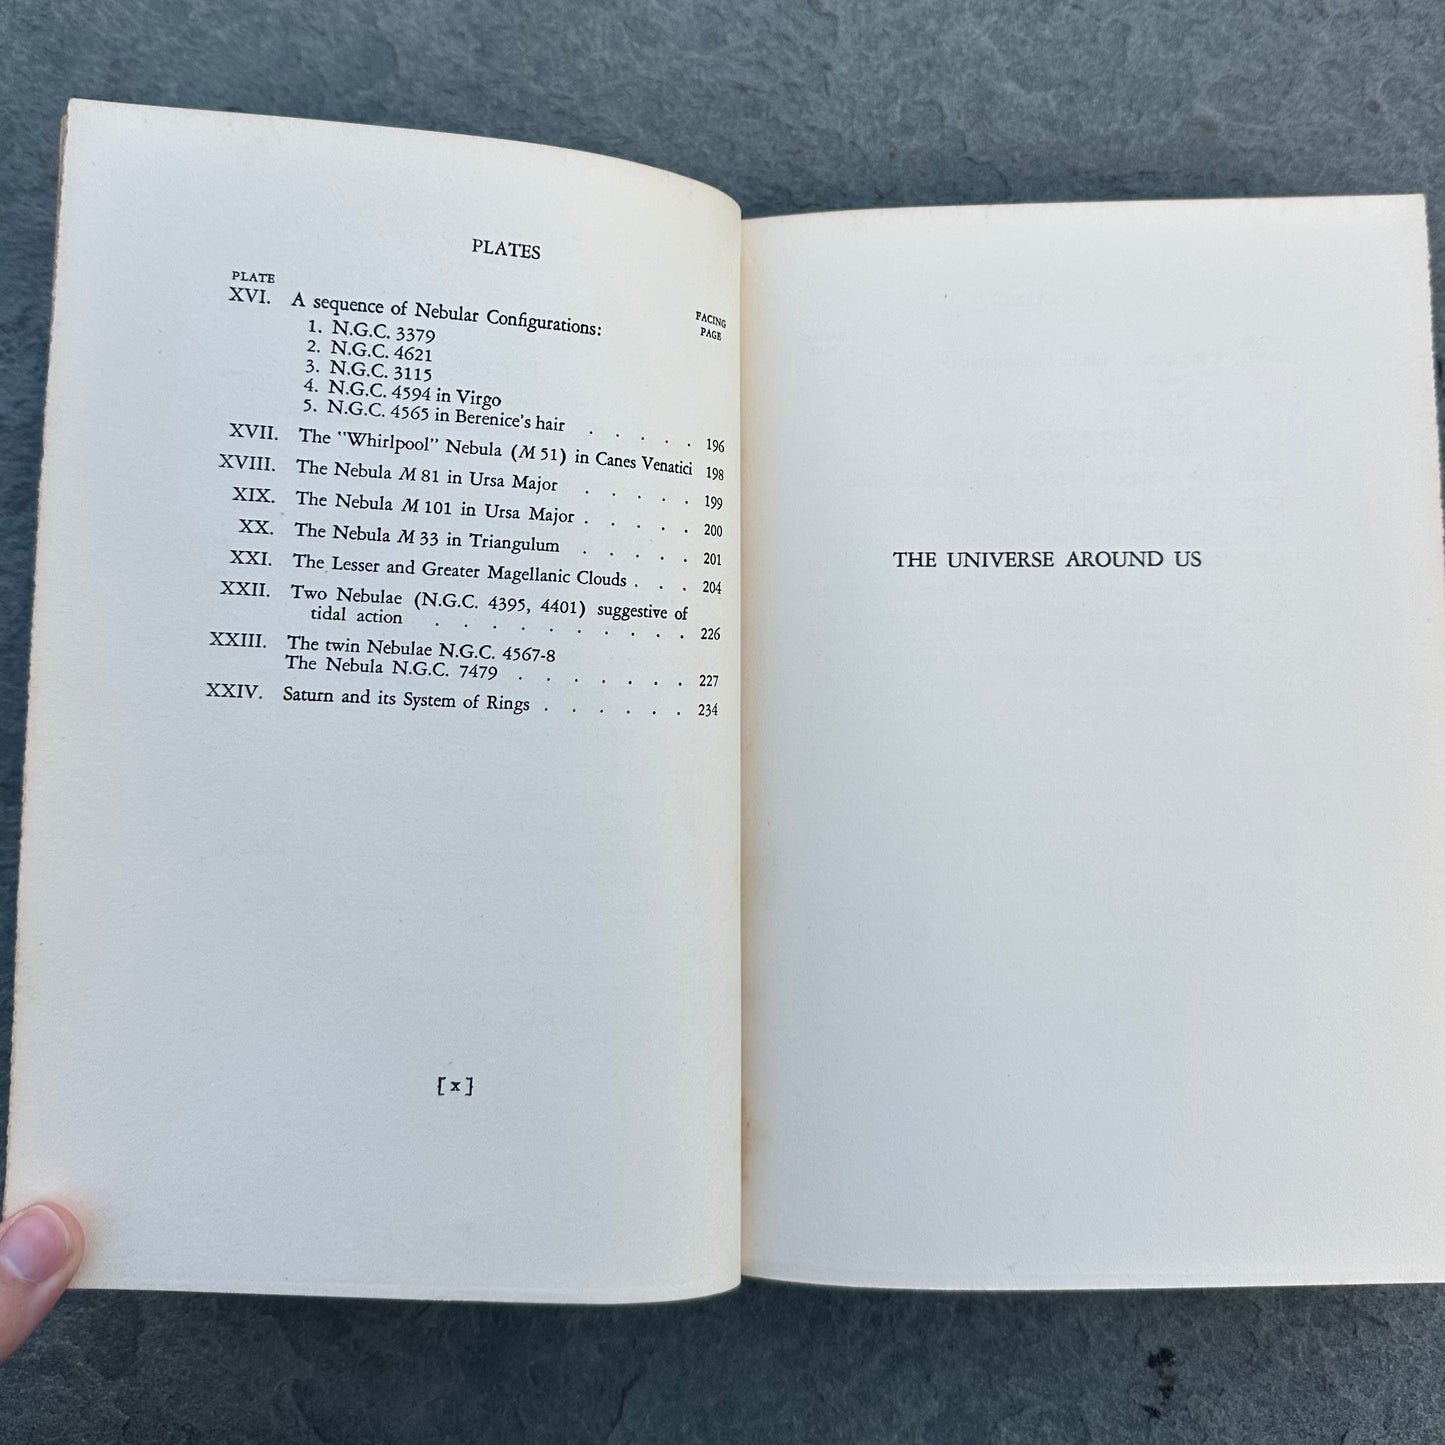 PLATES
PLATE
FACING
PAGE
XVI. A sequence of Nebular Configurations:
1. N.G.C. 3379
2. N.G.C. 4621
3. N.G.C. 3115
4. N.G.C. 4594 in Virgo
5. N.G.C. 4565 in Berenice's hair . . . . . 196
XVII. The "Whirlpool" Nebula (M 51) in Canes Venatici 198
XVIII. The Nebula M 81 in Ursa Major . . . . . 199
XIX. The Nebula M 101 in Ursa Major . . . . . 200
XX. The Nebula M 33 in Triangulum . . . . . 201
XXI. The Lesser and Greater Magellanic Clouds . . . 204
XXII. Two Nebulae (N.G.C. 4395, 4401) suggestive of
tidal action . . . . . . . . . . 226
XXIII. The twin Nebulae N.G.C. 4567-8
The Nebula N.G.C. 7479 . . . . . . . 227
XXIV. Saturn and its System of Rings . . . . . . 234
[ x ]
THE UNIVERSE AROUND US